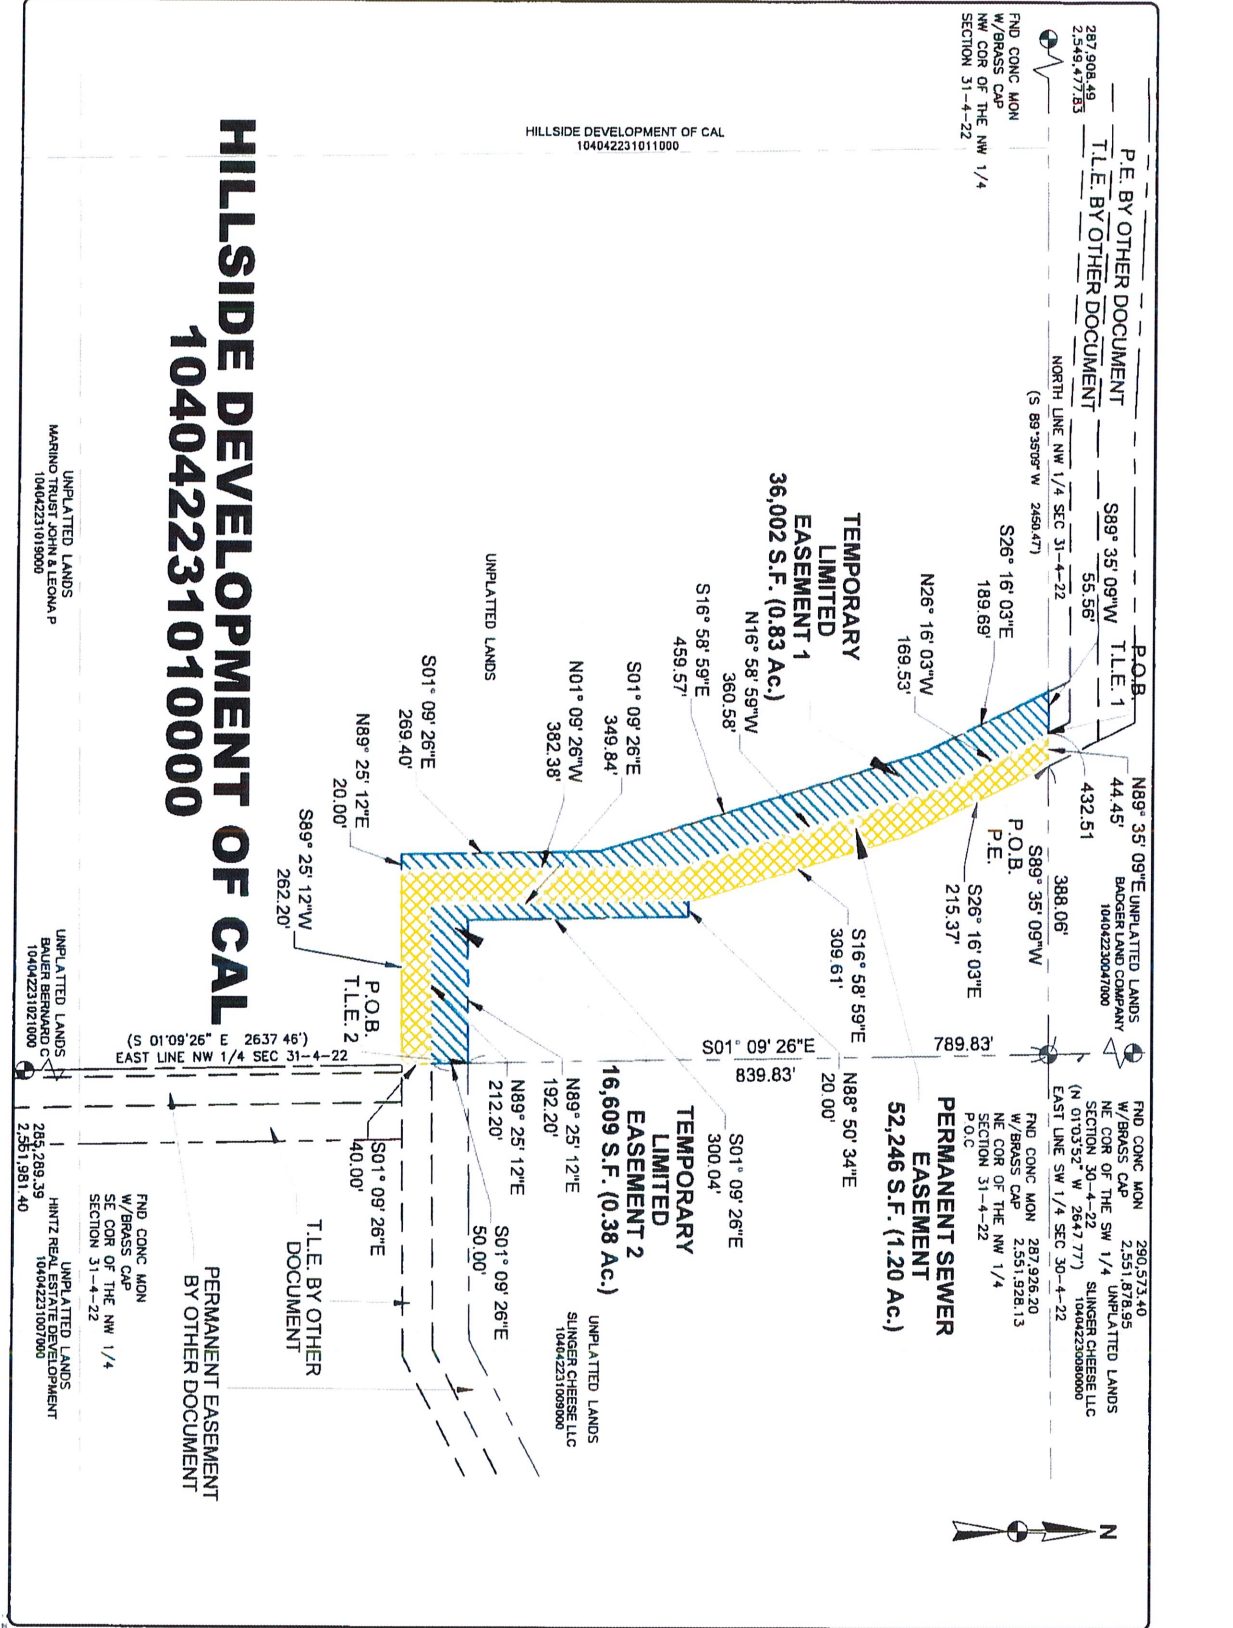 287,908.49
2,549,477.83
FND CONC MON
W/BRASS CAP
NW COR OF THE NW 1/4
SECTION 31-4-22
P.E. BY OTHER DOCUMENT
T.L.E. BY OTHER DOCUMENT
NORTH LINE NW 1/4 SEC 31-4-22
(S 89°35'09" W 2450.47')
S89° 35' 09"W
55.56'
P.O.B.
T.L.E. 1
N89° 35' 09"E
44.45'
432.51
388.06'
S89° 35' 09"W
P.O.B.
P.E.
UNPLATTED LANDS
BADGER LAND COMPANY
104042230047000
FND CONC MON
W/BRASS CAP
NE COR OF THE SW 1/4
SECTION 30-4-22
290,573.40
2,551,878.95
UNPLATTED LANDS
SLINGER CHEESE LLC
104042230080000
(N 01°03'52" W 2647.77')
EAST LINE SW 1/4 SEC 30-4-22
FND CONC MON
W/BRASS CAP
NE COR OF THE NW 1/4
SECTION 31-4-22
P.O.C
287,926.20
2,551,928.13
N
HILLSIDE DEVELOPMENT OF CAL
104042231011000
S26° 16' 03"E
189.69'
N26° 16' 03"W
169.53'
S26° 16' 03"E
215.37'
TEMPORARY
LIMITED
EASEMENT 1
36,002 S.F. (0.83 Ac.)
N16° 58' 59"W
360.58'
S16° 58' 59"E
459.57'
S16° 58' 59"E
309.61'
789.83'
S01° 09' 26"E
839.83'
PERMANENT SEWER
EASEMENT
52,246 S.F. (1.20 Ac.)
N88° 50' 34"E
20.00'
S01° 09' 26"E
300.04'
TEMPORARY
LIMITED
EASEMENT 2
16,609 S.F. (0.38 Ac.)
S01° 09' 26"E
349.84'
N01° 09' 26"W
382.38'
UNPLATTED LANDS
S01° 09' 26"E
269.40'
N89° 25' 12"E
20.00'
S89° 25' 12"W
262.20'
N89° 25' 12"E
192.20'
N89° 25' 12"E
212.20'
S01° 09' 26"E
50.00'
S01° 09' 26"E
40.00'
P.O.B.
T.L.E. 2
UNPLATTED LANDS
SLINGER CHEESE LLC
104042231009000
T.L.E. BY OTHER
DOCUMENT
PERMANENT EASEMENT
BY OTHER DOCUMENT
HILLSIDE DEVELOPMENT OF CAL
104042231010000
(S 01°09'26" E 2637.46')
EAST LINE NW 1/4 SEC 31-4-22
FND CONC MON
W/BRASS CAP
SE COR OF THE NW 1/4
SECTION 31-4-22
UNPLATTED LANDS
MARINO TRUST JOHN & LEONA P
104042231019000
UNPLATTED LANDS
BAUER BERNARD C
104042231021000
285,289.39
2,551,981.40
UNPLATTED LANDS
HINTZ REAL ESTATE DEVELOPMENT
104042231007000